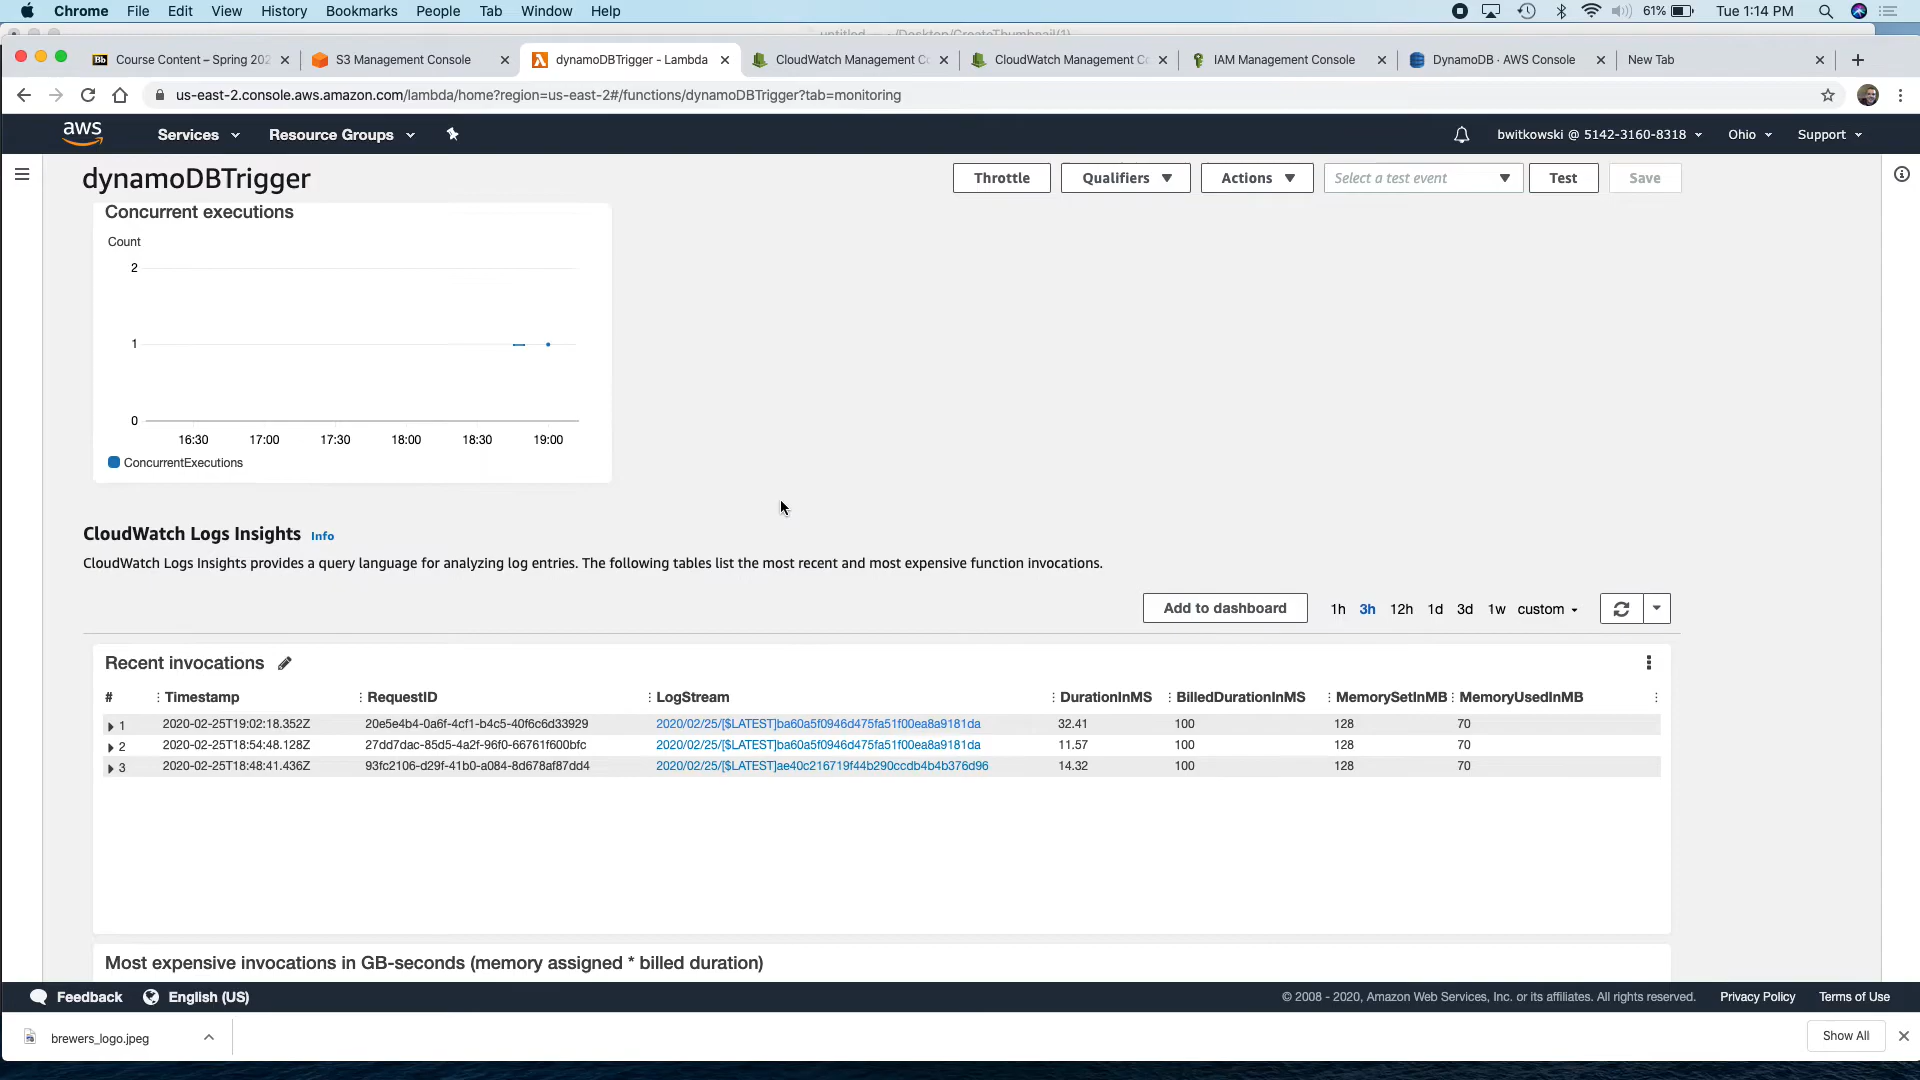 Chrome File Edit View History Bookmarks People Tab Window Help 61% Tue 1:14 PM
untitled — ~/Desktop/CreateThumbnail(1)
Bb Course Content – Spring 202 S3 Management Console dynamoDBTrigger - Lambda CloudWatch Management Co CloudWatch Management Co IAM Management Console DynamoDB · AWS Console New Tab
us-east-2.console.aws.amazon.com/lambda/home?region=us-east-2#/functions/dynamoDBTrigger?tab=monitoring
aws Services Resource Groups bwitkowski @ 5142-3160-8318 Ohio Support
dynamoDBTrigger Throttle Qualifiers Actions Select a test event Test Save
Concurrent executions
Count
2
1
0
16:30 17:00 17:30 18:00 18:30 19:00
ConcurrentExecutions
CloudWatch Logs Insights Info
CloudWatch Logs Insights provides a query language for analyzing log entries. The following tables list the most recent and most expensive function invocations.
Add to dashboard 1h 3h 12h 1d 3d 1w custom
Recent invocations
# Timestamp RequestID LogStream DurationInMS BilledDurationInMS MemorySetInMB MemoryUsedInMB
1 2020-02-25T19:02:18.352Z 20e5e4b4-0a6f-4cf1-b4c5-40f6c6d33929 2020/02/25/[$LATEST]ba60a5f0946d475fa51f00ea8a9181da 32.41 100 128 70
2 2020-02-25T18:54:48.128Z 27dd7dac-85d5-4a2f-96f0-66761f600bfc 2020/02/25/[$LATEST]ba60a5f0946d475fa51f00ea8a9181da 11.57 100 128 70
3 2020-02-25T18:48:41.436Z 93fc2106-d29f-41b0-a084-8d678af87dd4 2020/02/25/[$LATEST]ae40c216719f44b290ccdb4b4b376d96 14.32 100 128 70
Most expensive invocations in GB-seconds (memory assigned * billed duration)
Feedback English (US) © 2008 - 2020, Amazon Web Services, Inc. or its affiliates. All rights reserved. Privacy Policy Terms of Use
brewers_logo.jpeg Show All